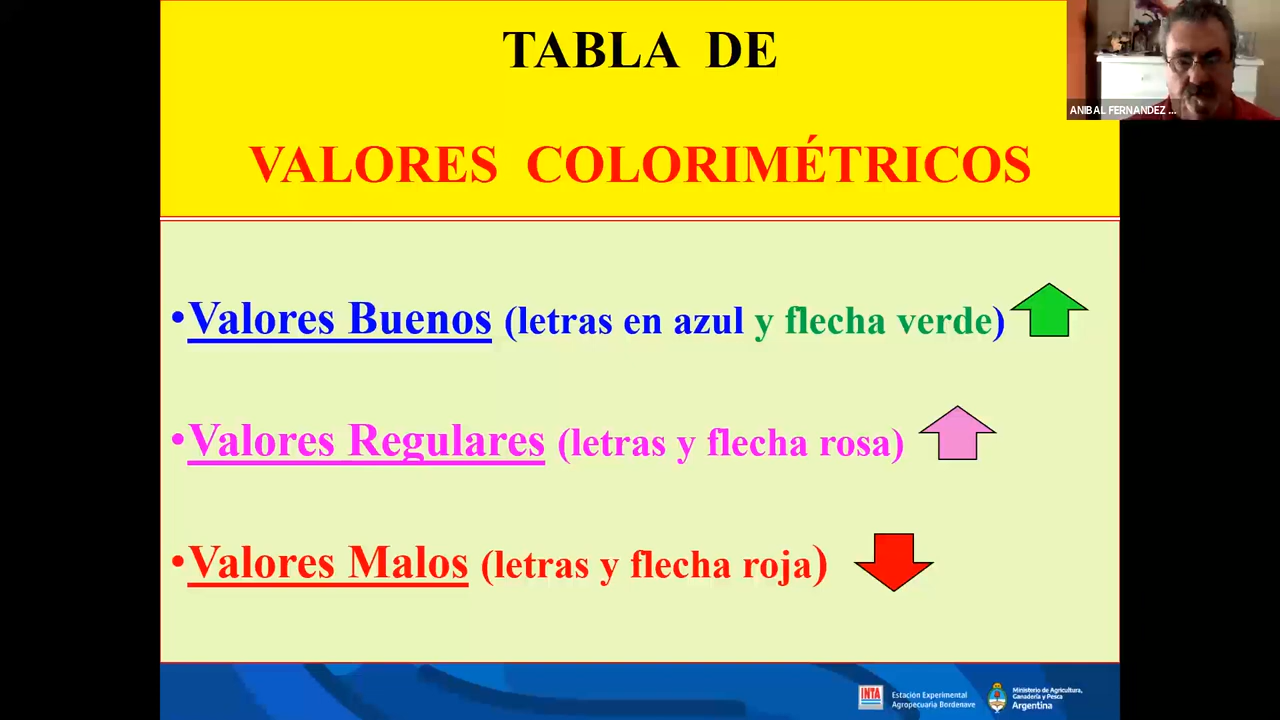 TABLA DE
VALORES COLORIMÉTRICOS
ANIBAL FERNANDEZ ...
•Valores Buenos (letras en azul y flecha verde)
•Valores Regulares (letras y flecha rosa)
•Valores Malos (letras y flecha roja)
INTA
Estación Experimental
Agropecuaria Bordenave
Ministerio de Agricultura,
Ganadería y Pesca
Argentina